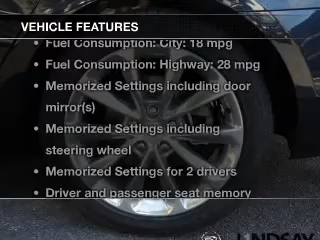 VEHICLE FEATURES
• Fuel Consumption: City: 18 mpg
• Fuel Consumption: Highway: 28 mpg
• Memorized Settings including door
mirror(s)
• Memorized Settings including
steering wheel
• Memorized Settings for 2 drivers
• Driver and passenger seat memory
LINDSAY